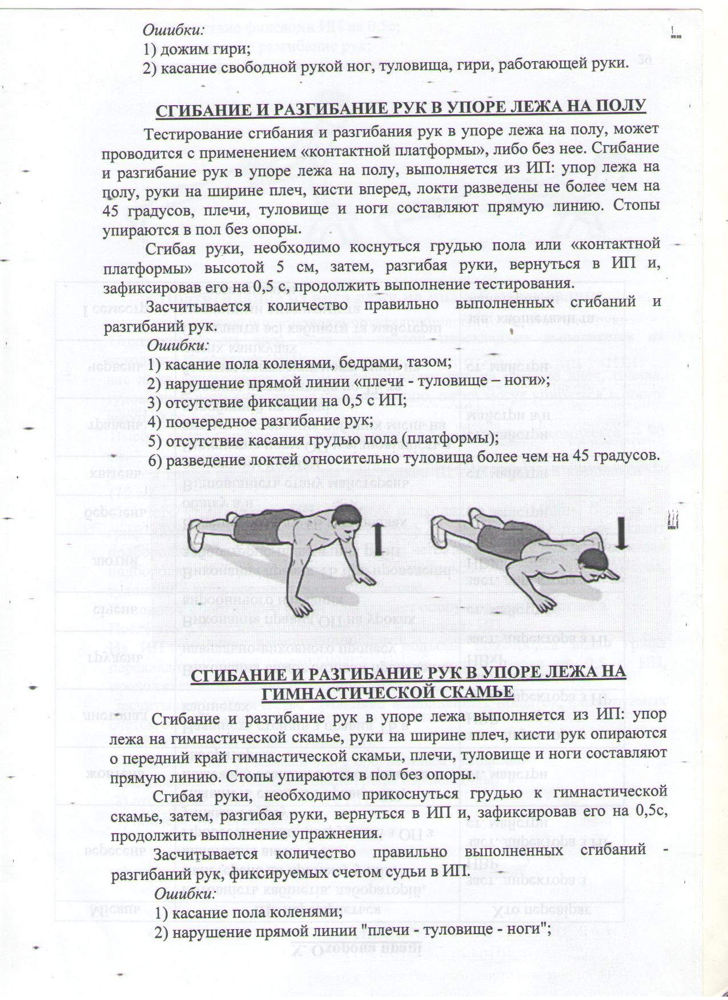 Ошибки:
1) дожим гири;
2) касание свободной рукой ног, туловища, гири, работающей руки.
СГИБАНИЕ И РАЗГИБАНИЕ РУК В УПОРЕ ЛЕЖА НА ПОЛУ
Тестирование сгибания и разгибания рук в упоре лежа на полу, может
проводится с применением «контактной платформы», либо без нее. Сгибание
и разгибание рук в упоре лежа на полу, выполняется из ИП: упор лежа на
полу, руки на ширине плеч, кисти вперед, локти разведены не более чем на
45 градусов, плечи, туловище и ноги составляют прямую линию. Стопы
упираются в пол без опоры.
Сгибая руки, необходимо коснуться грудью пола или «контактной
платформы» высотой 5 см, затем, разгибая руки, вернуться в ИП и,
зафиксировав его на 0,5 с, продолжить выполнение тестирования.
Засчитывается количество правильно выполненных сгибаний и
разгибаний рук.
Ошибки:
1) касание пола коленями, бедрами, тазом;
2) нарушение прямой линии «плечи - туловище – ноги»;
3) отсутствие фиксации на 0,5 с ИП;
4) поочередное разгибание рук;
5) отсутствие касания грудью пола (платформы);
6) разведение локтей относительно туловища более чем на 45 градусов.
СГИБАНИЕ И РАЗГИБАНИЕ РУК В УПОРЕ ЛЕЖА НА
ГИМНАСТИЧЕСКОЙ СКАМЬЕ
Сгибание и разгибание рук в упоре лежа выполняется из ИП: упор
лежа на гимнастической скамье, руки на ширине плеч, кисти рук опираются
о передний край гимнастической скамьи, плечи, туловище и ноги составляют
прямую линию. Стопы упираются в пол без опоры.
Сгибая руки, необходимо прикоснуться грудью к гимнастической
скамье, затем, разгибая руки, вернуться в ИП и, зафиксировав его на 0,5с,
продолжить выполнение упражнения.
Засчитывается количество правильно выполненных сгибаний -
разгибаний рук, фиксируемых счетом судьи в ИП.
Ошибки:
1) касание пола коленями;
2) нарушение прямой линии "плечи - туловище - ноги";